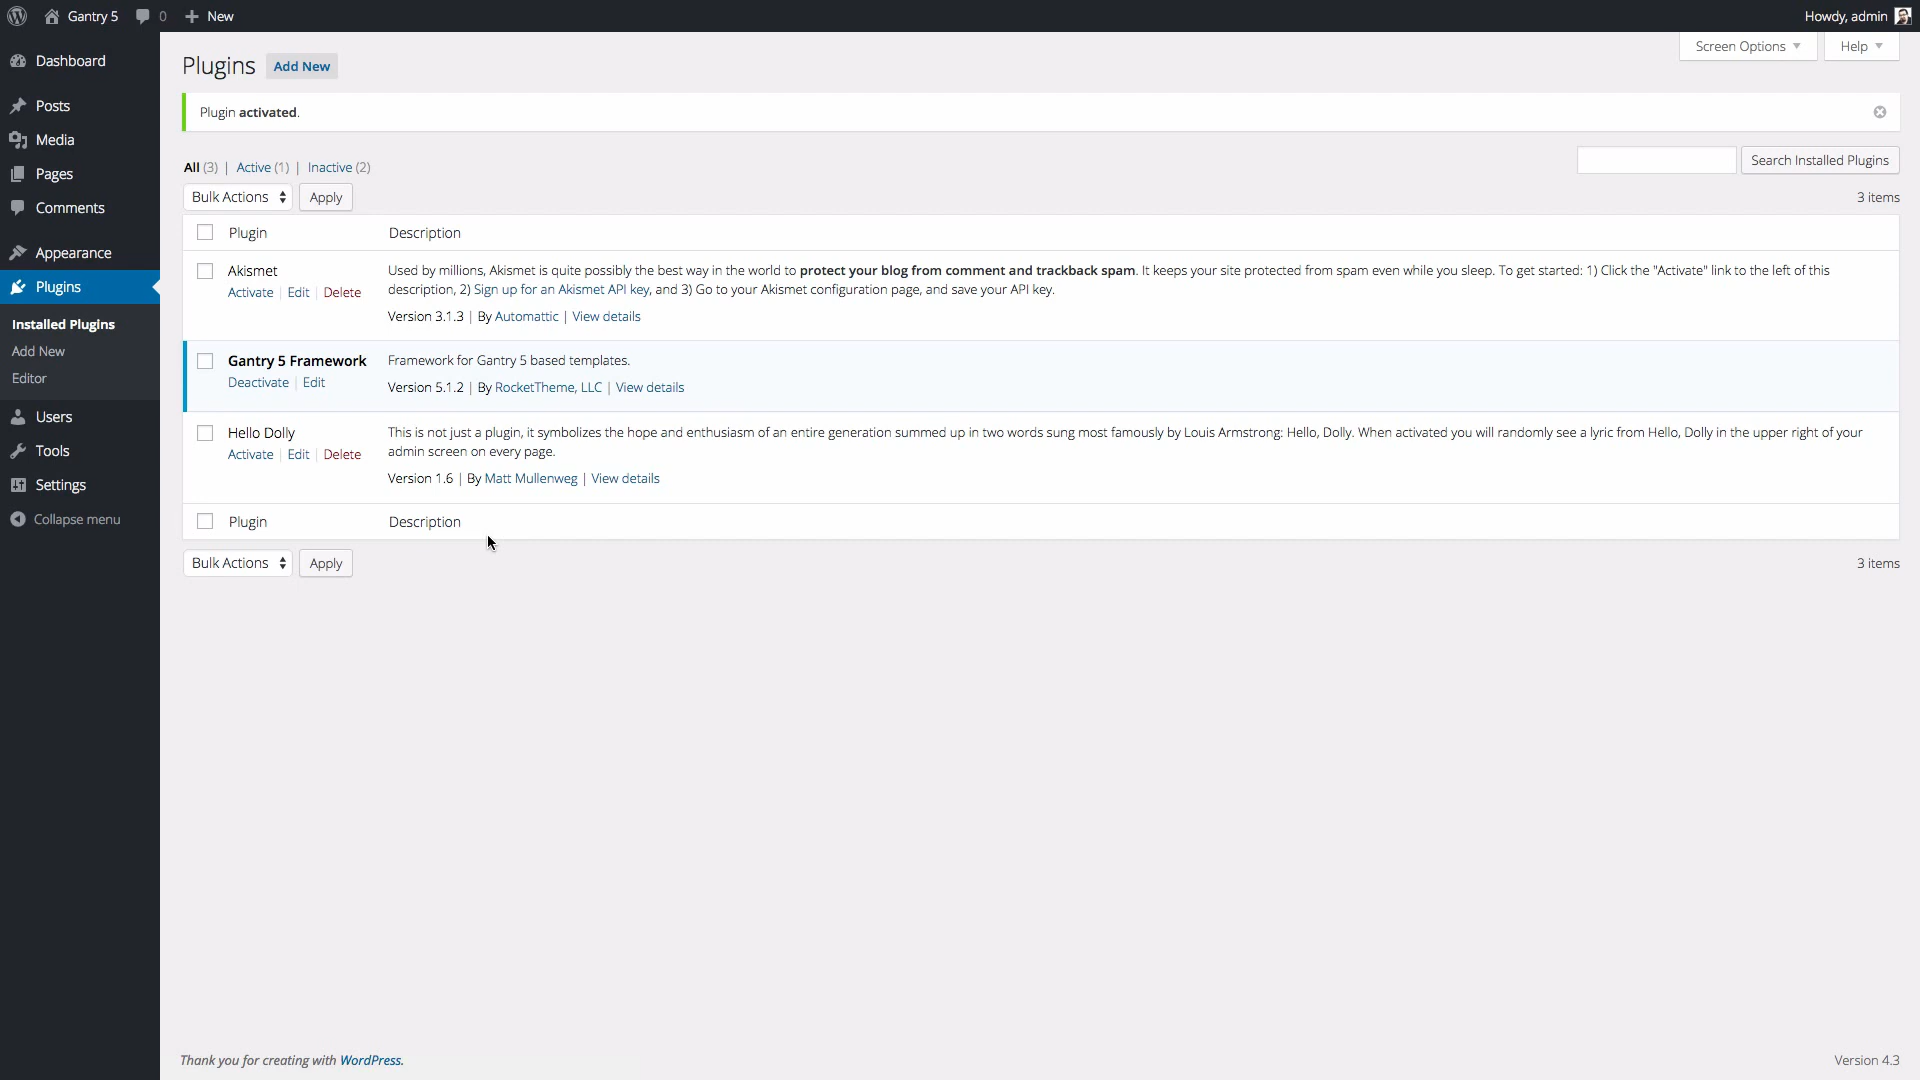 Gantry 5 0 New Howdy, admin
Dashboard
Posts
Media
Pages
Comments
Appearance
Plugins
Installed Plugins
Add New
Editor
Users
Tools
Settings
Collapse menu
Screen Options Help
Plugins Add New
Plugin activated.
All (3) | Active (1) | Inactive (2)
Search Installed Plugins
Bulk Actions Apply
3 items
Plugin Description
Akismet
Activate | Edit | Delete
Used by millions, Akismet is quite possibly the best way in the world to protect your blog from comment and trackback spam. It keeps your site protected from spam even while you sleep. To get started: 1) Click the "Activate" link to the left of this
description, 2) Sign up for an Akismet API key, and 3) Go to your Akismet configuration page, and save your API key.
Version 3.1.3 | By Automattic | View details
Gantry 5 Framework
Deactivate | Edit
Framework for Gantry 5 based templates.
Version 5.1.2 | By RocketTheme, LLC | View details
Hello Dolly
Activate | Edit | Delete
This is not just a plugin, it symbolizes the hope and enthusiasm of an entire generation summed up in two words sung most famously by Louis Armstrong: Hello, Dolly. When activated you will randomly see a lyric from Hello, Dolly in the upper right of your
admin screen on every page.
Version 1.6 | By Matt Mullenweg | View details
Plugin Description
Bulk Actions Apply
3 items
Thank you for creating with WordPress.
Version 4.3